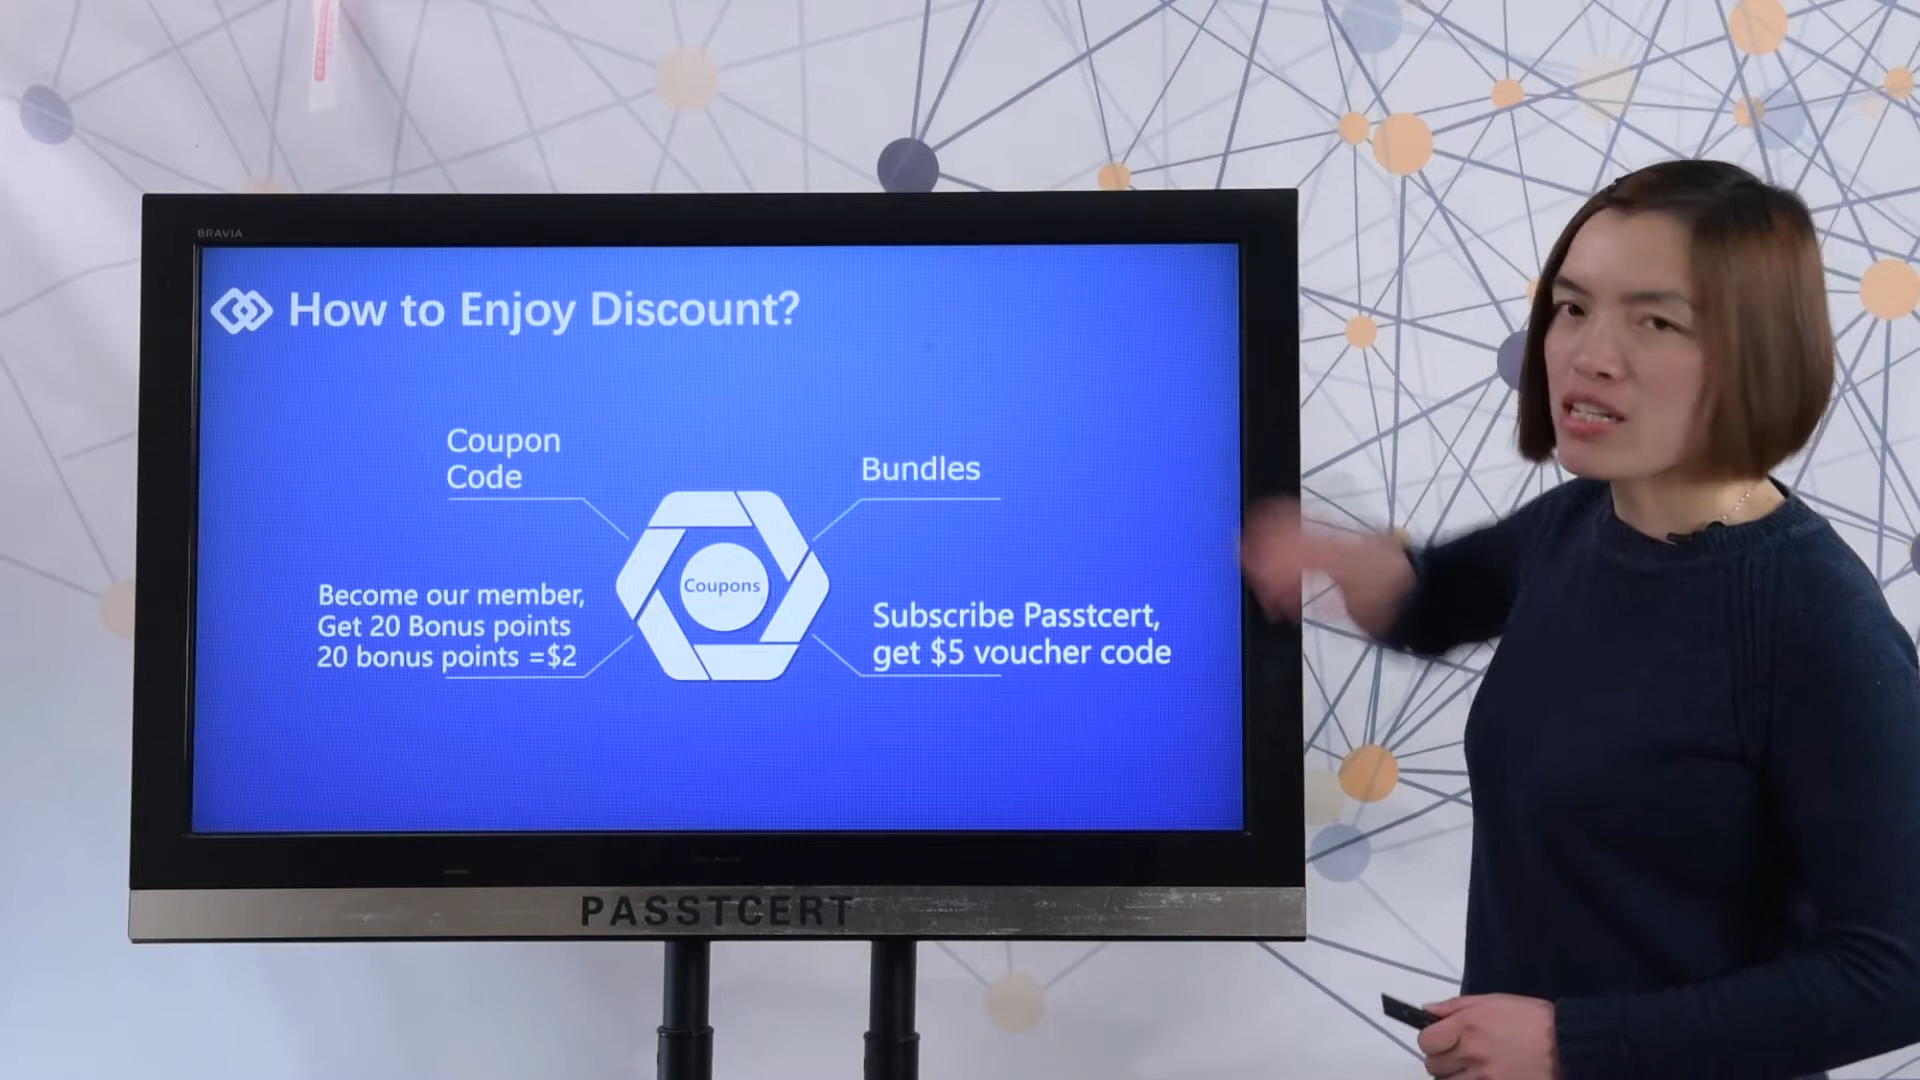 BRAVIA
How to Enjoy Discount?
Coupon
Code
Bundles
Coupons
Become our member,
Get 20 Bonus points
20 bonus points =$2
Subscribe Passtcert,
get $5 voucher code
PASSTCERT